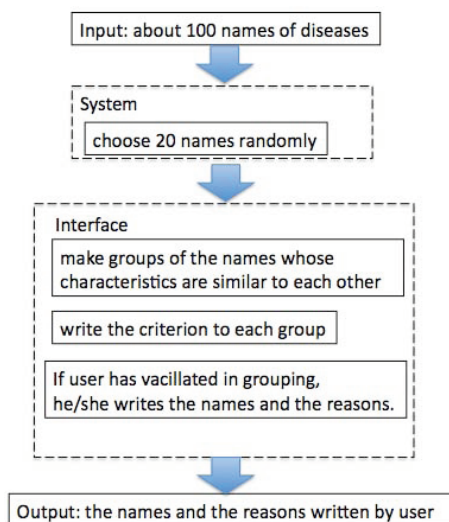 Input: about 100 names of diseases
System
choose 20 names randomly
Interface
make groups of the names whose
characteristics are similar to each other
write the criterion to each group
If user has vacillated in grouping,
he/she writes the names and the reasons.
Output: the names and the reasons written by user